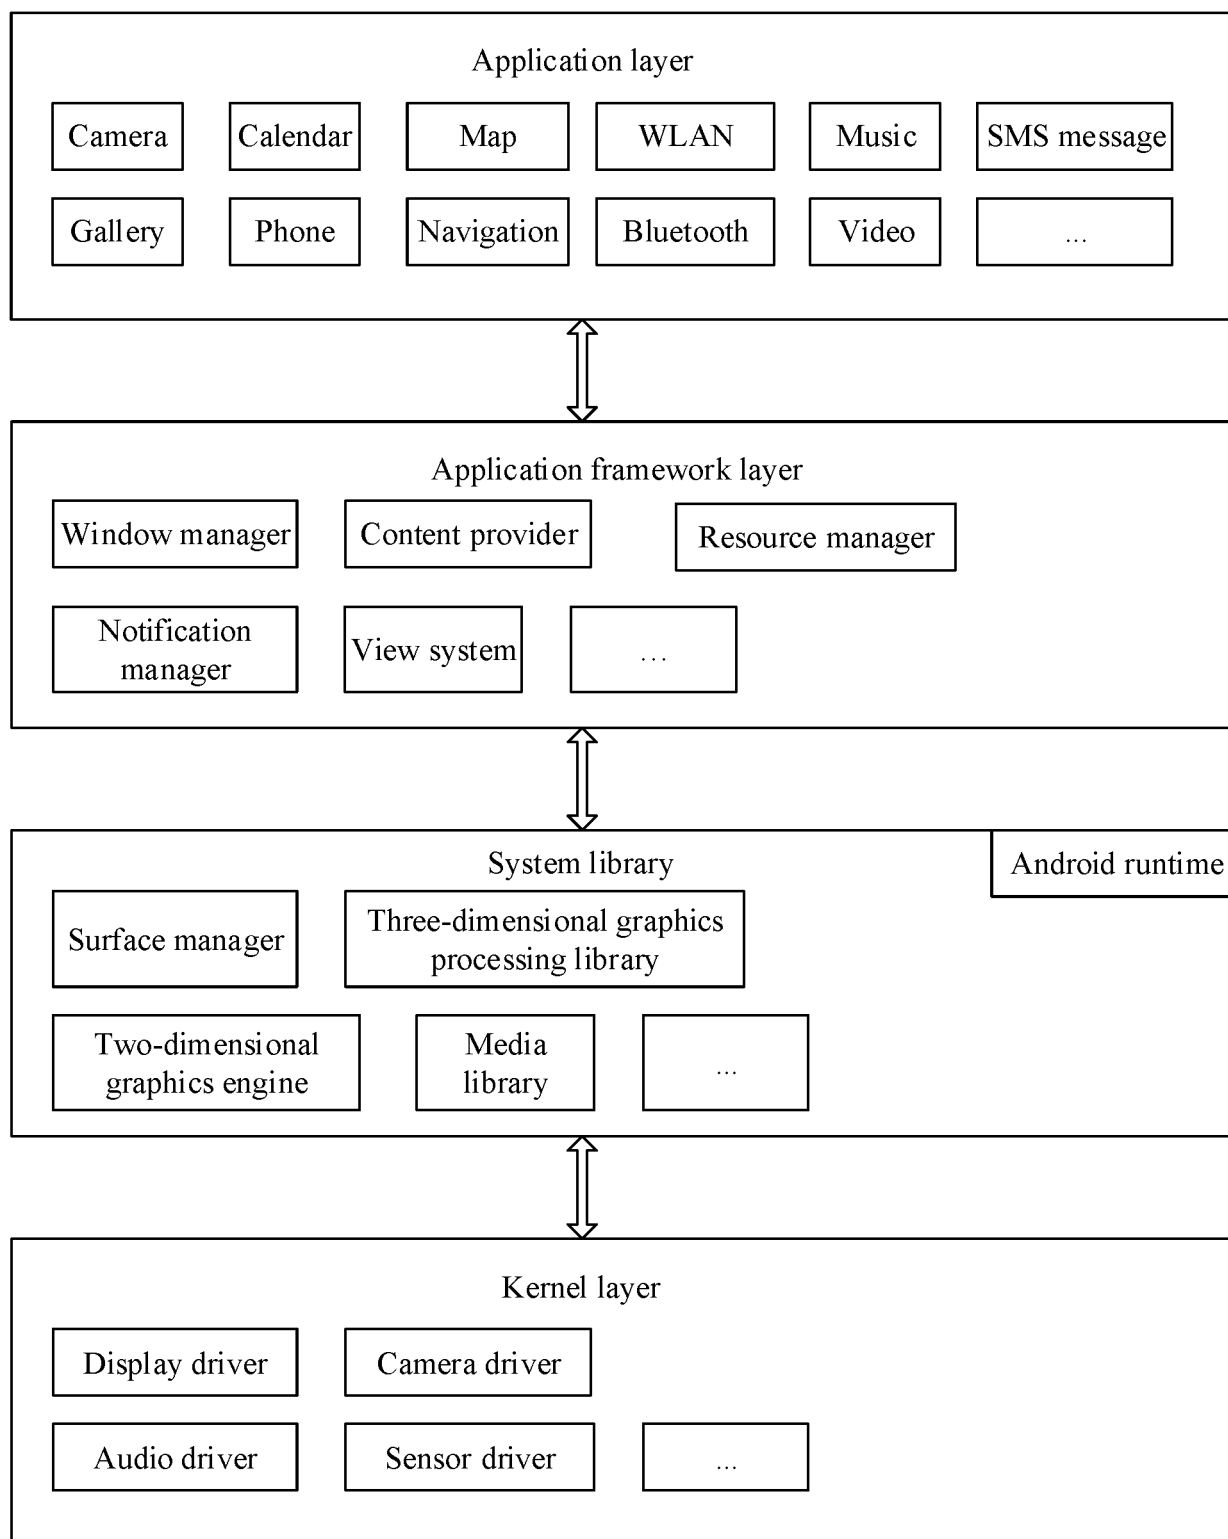 Application layer
Camera
Calendar
Map
WLAN
Music
SMS message
Gallery
Phone
Navigation
Bluetooth
Video
...
Application framework layer
Window manager
Content provider
Resource manager
Notification
manager
View system
...
System library
Android runtime
Surface manager
Three-dimensional graphics
processing library
Two-dimensional
graphics engine
Media
library
...
Kernel layer
Display driver
Camera driver
Audio driver
Sensor driver
...